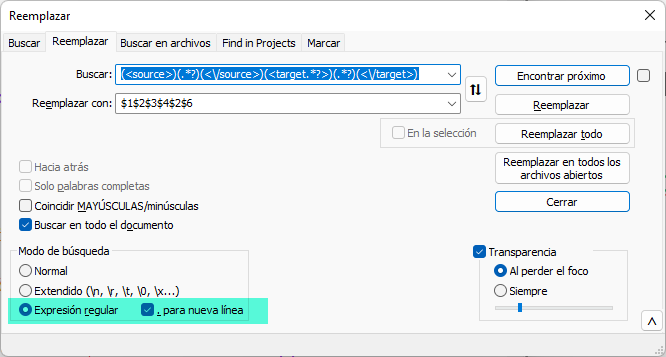 Reemplazar
Buscar Reemplazar Buscar en archivos Find in Projects Marcar
Buscar: (<source>)(.*?)(<\/source>)(<target.*?>)(.*?)(<\/target>) Encontrar próximo
Reemplazar con: $1$2$3$4$2$6 Reemplazar
En la selección Reemplazar todo
Hacia atrás Reemplazar en todos los
archivos abiertos
Solo palabras completas
Coincidir MAYÚSCULAS/minúsculas Cerrar
Buscar en todo el documento
Modo de búsqueda Transparencia
Normal Al perder el foco
Extendido (\n, \r, \t, \0, \x...) Siempre
Expresión regular . para nueva línea